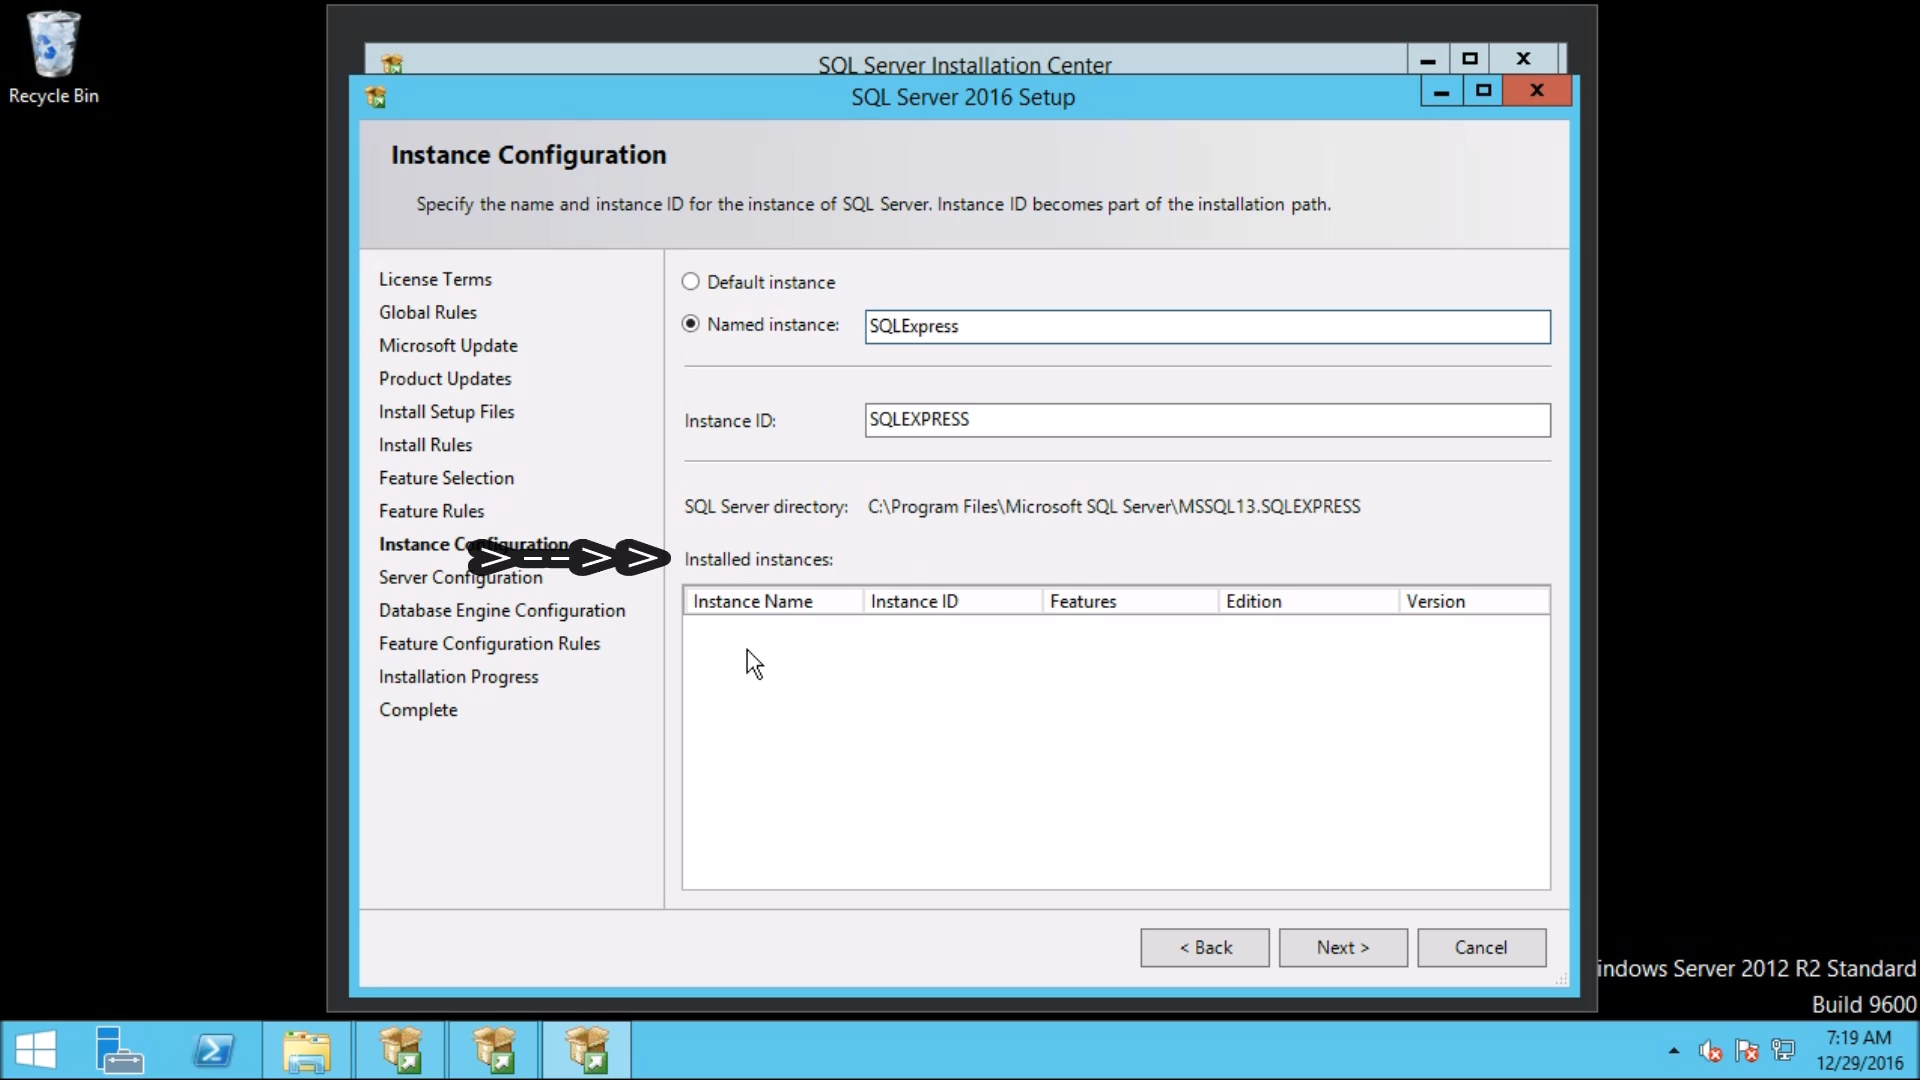 Recycle Bin
SQL Server Installation Center
SQL Server 2016 Setup
Instance Configuration
Specify the name and instance ID for the instance of SQL Server. Instance ID becomes part of the installation path.
License Terms
Global Rules
Microsoft Update
Product Updates
Install Setup Files
Install Rules
Feature Selection
Feature Rules
Instance Configuration
Server Configuration
Database Engine Configuration
Feature Configuration Rules
Installation Progress
Complete
Default instance
Named instance: SQLExpress
Instance ID: SQLEXPRESS
SQL Server directory: C:\Program Files\Microsoft SQL Server\MSSQL13.SQLEXPRESS
Installed instances:
Instance Name Instance ID Features Edition Version
< Back Next > Cancel
indows Server 2012 R2 Standard
Build 9600
7:19 AM
12/29/2016